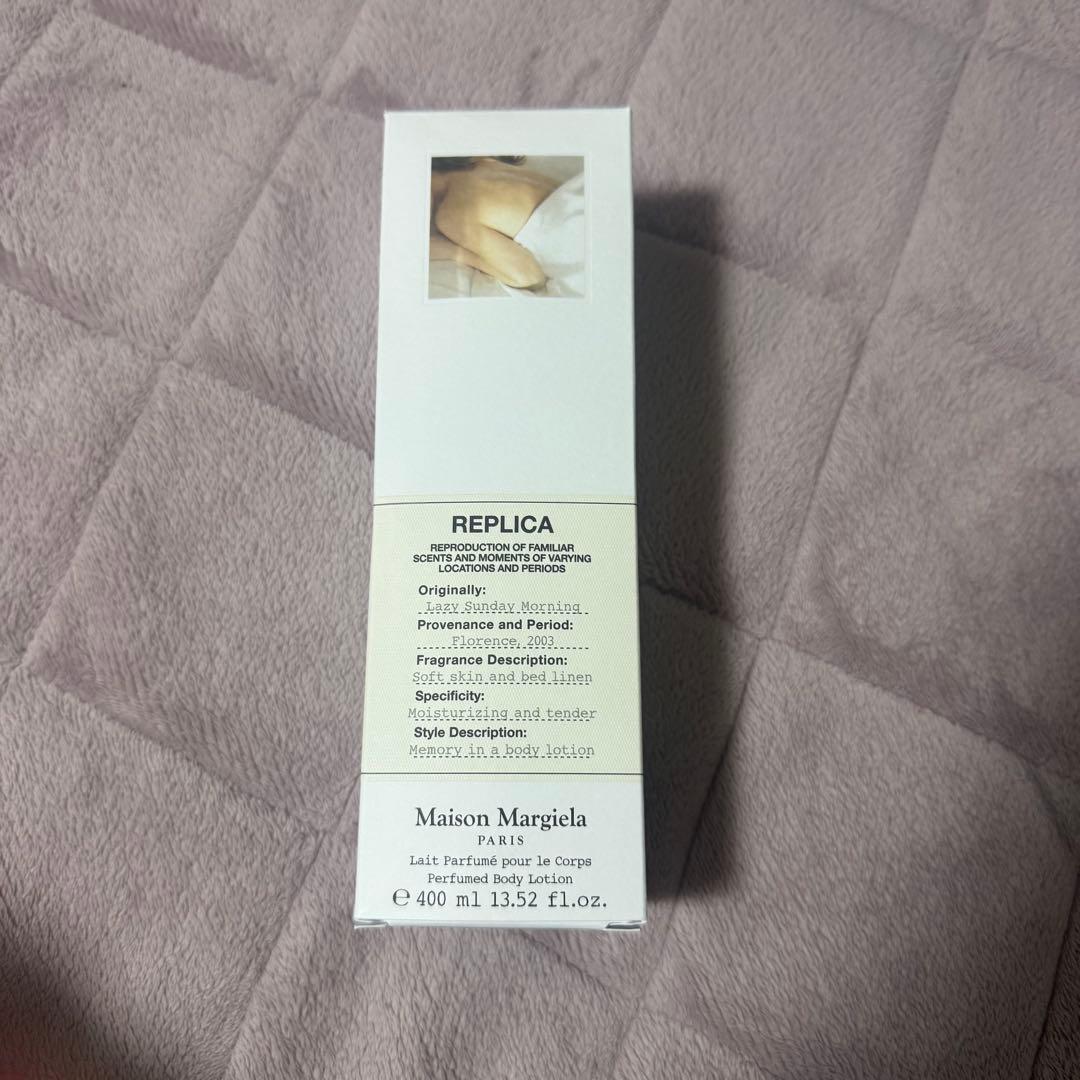 REPLICA
REPRODUCTION OF FAMILIAR
SCENTS AND MOMENTS OF VARYING
LOCATIONS AND PERIODS
Originally:
Lazy Sunday Morning
Provenance and Period:
Florence, 2003
Fragrance Description:
Soft skin and bed linen
Specificity:
Moisturizing and tender
Style Description:
Memory in a body lotion
Maison Margiela
PARIS
Lait Parfumé pour le Corps
Perfumed Body Lotion
℮ 400 ml 13.52 fl.oz.